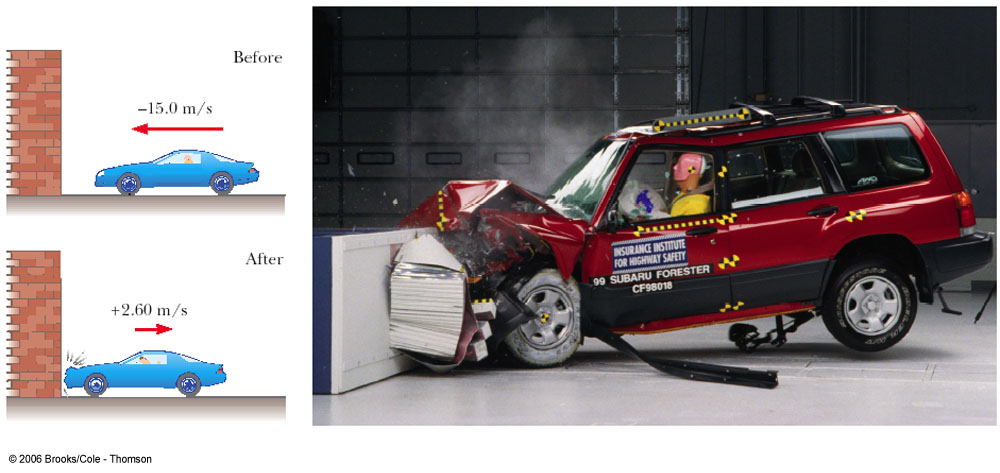 Before
–15.0 m/s
After
+2.60 m/s
INSURANCE INSTITUTE
FOR HIGHWAY SAFETY
99 SUBARU FORESTER
CF98018
© 2006 Brooks/Cole - Thomson